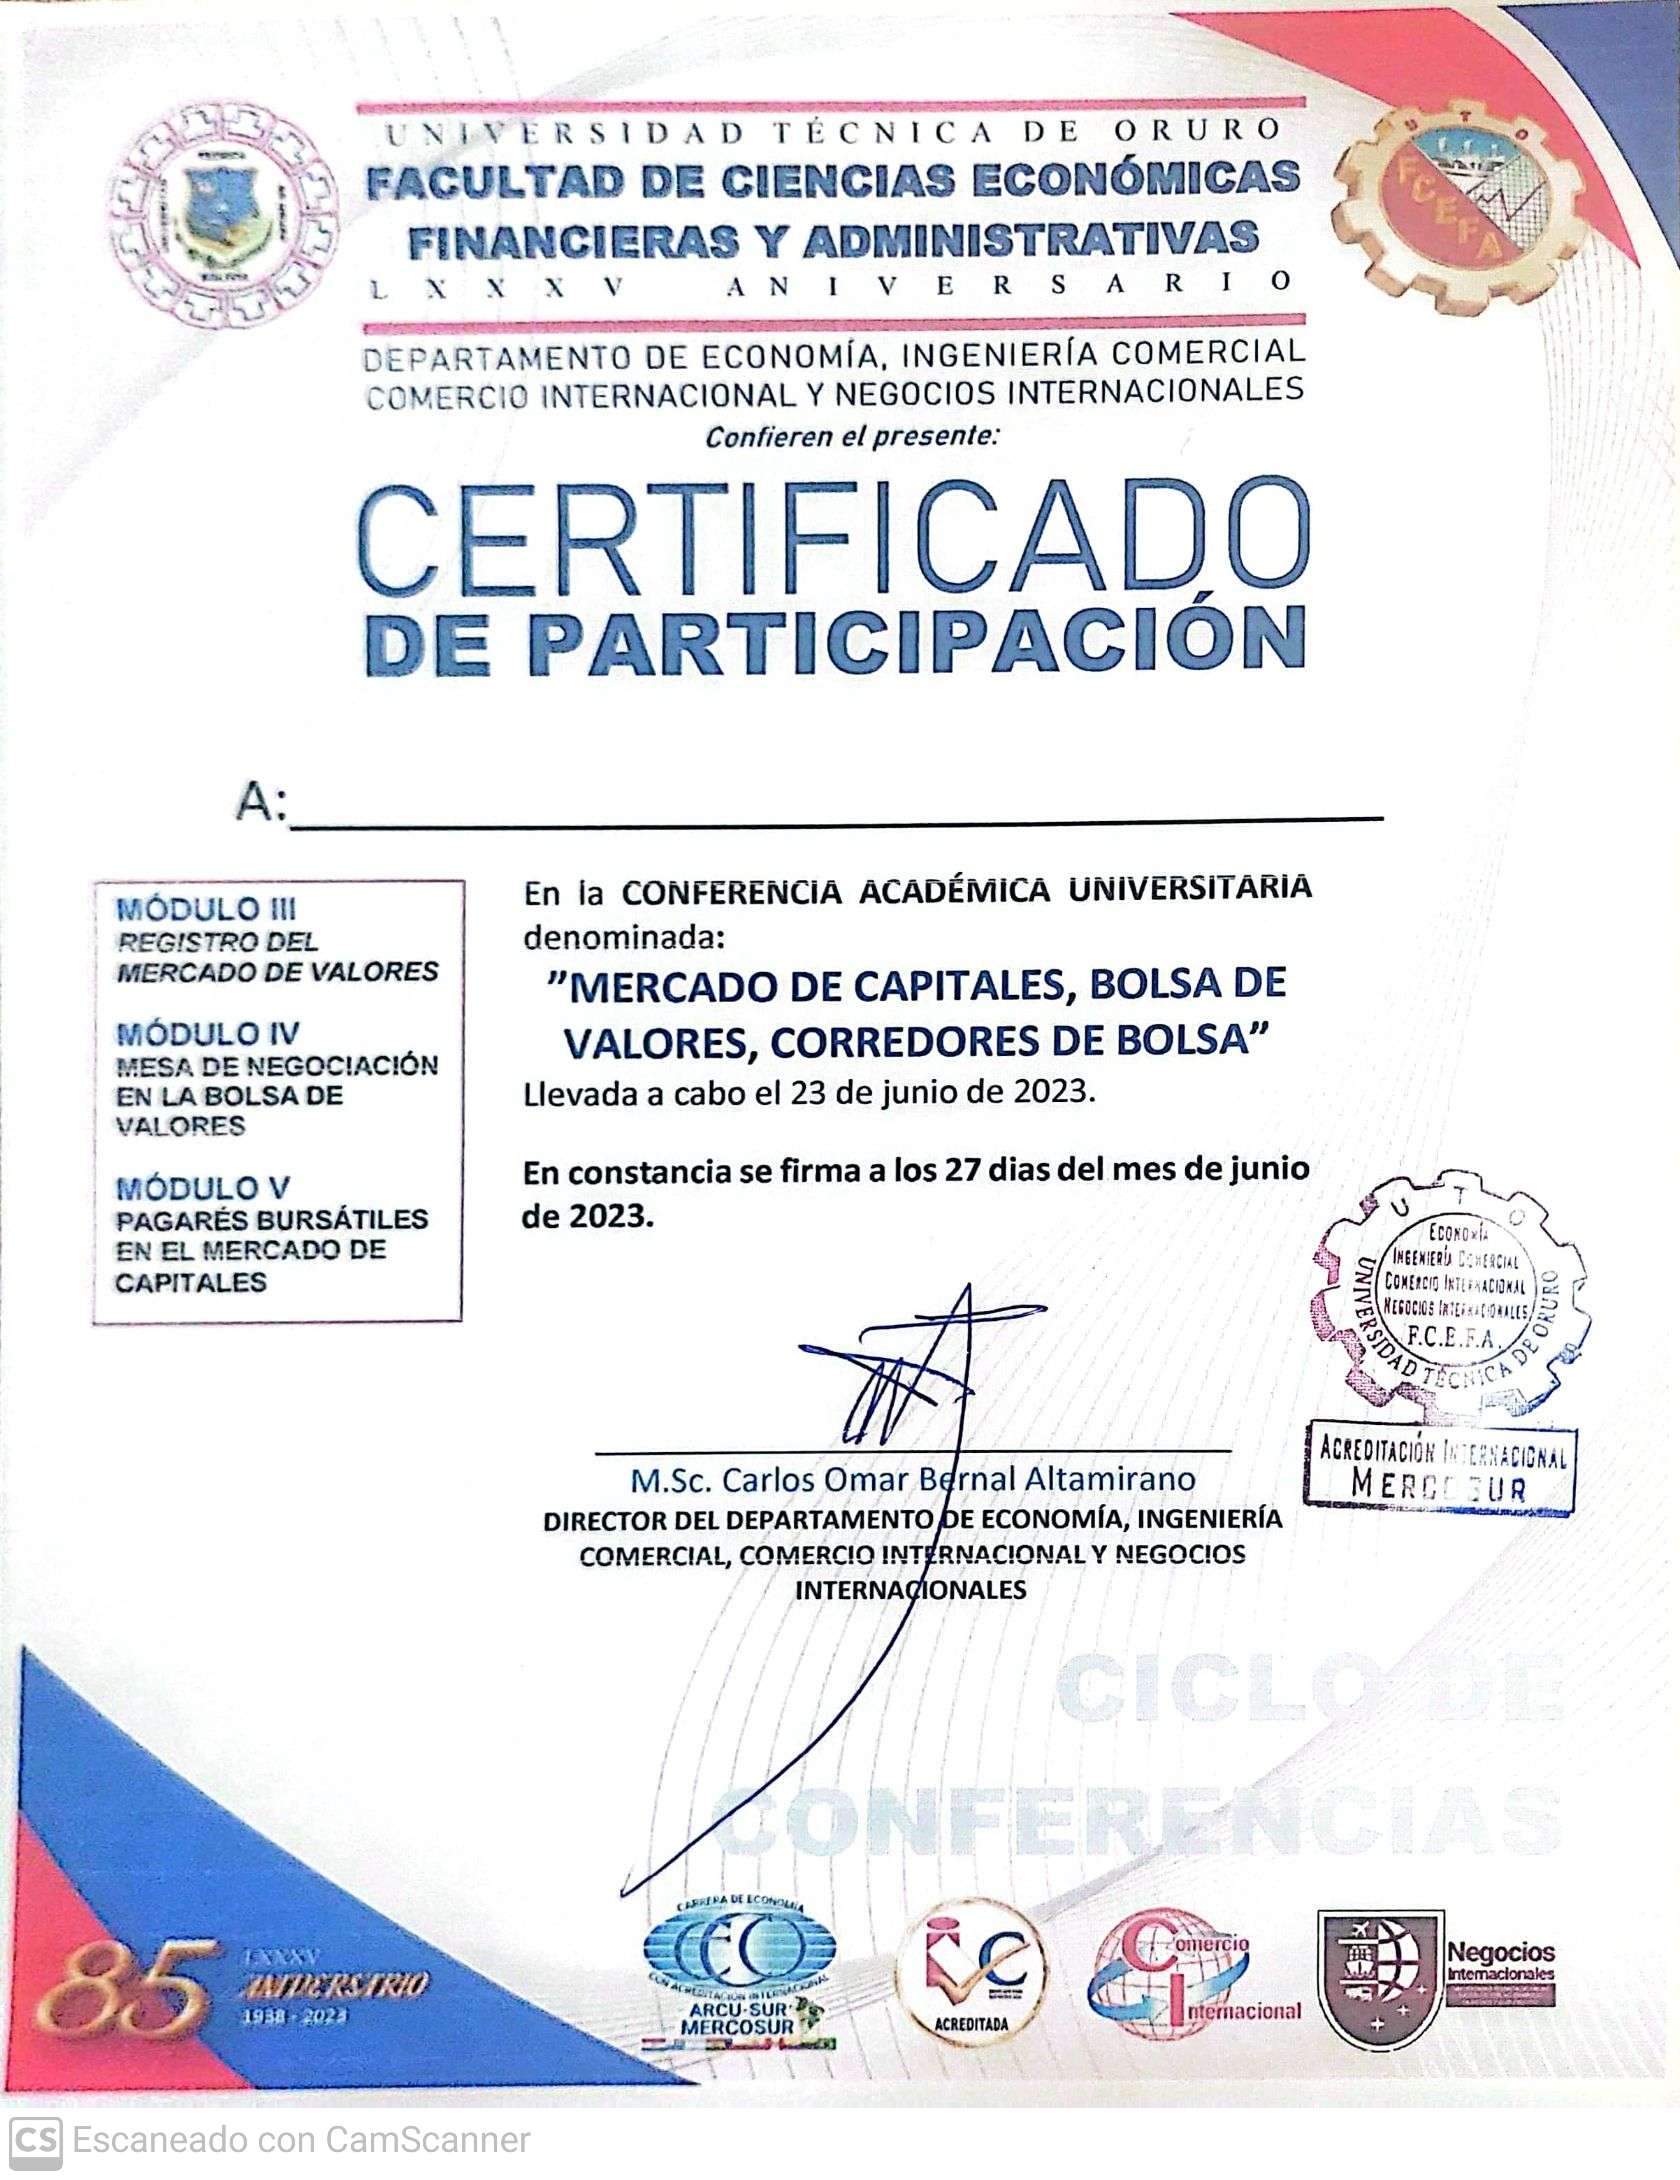 UNIVERSIDAD TÉCNICA DE ORURO
FACULTAD DE CIENCIAS ECONÓMICAS
FINANCIERAS Y ADMINISTRATIVAS
LXXXV ANIVERSARIO
UTO
FCEFA
DEPARTAMENTO DE ECONOMÍA, INGENIERÍA COMERCIAL
COMERCIO INTERNACIONAL Y NEGOCIOS INTERNACIONALES
Confieren el presente:
CERTIFICADO
DE PARTICIPACIÓN
A:
MÓDULO III
REGISTRO DEL
MERCADO DE VALORES
MÓDULO IV
MESA DE NEGOCIACIÓN
EN LA BOLSA DE
VALORES
MÓDULO V
PAGARÉS BURSÁTILES
EN EL MERCADO DE
CAPITALES
En la CONFERENCIA ACADÉMICA UNIVERSITARIA
denominada:
”MERCADO DE CAPITALES, BOLSA DE
VALORES, CORREDORES DE BOLSA”
Llevada a cabo el 23 de junio de 2023.
En constancia se firma a los 27 dias del mes de junio
de 2023.
UTO
ECONOMÍA
INGENIERÍA COMERCIAL
COMERCIO INTERNACIONAL
NEGOCIOS INTERNACIONALES
F.C.E.F.A.
UNIVERSIDAD TÉCNICA DE ORURO
ACREDITACIÓN INTERNACIONAL
MERCOSUR
M.Sc. Carlos Omar Bernal Altamirano
DIRECTOR DEL DEPARTAMENTO DE ECONOMÍA, INGENIERÍA
COMERCIAL, COMERCIO INTERNACIONAL Y NEGOCIOS
INTERNACIONALES
CICLO DE
CONFERENCIAS
85
LXXXV
ANIVERSARIO
1938 - 2023
CARRERA DE ECONOMÍA
CON ACREDITACIÓN INTERNACIONAL
ARCU-SUR
MERCOSUR
ic
ACREDITADA
Comercio
Internacional
Negocios
Internacionales
CS Escaneado con CamScanner